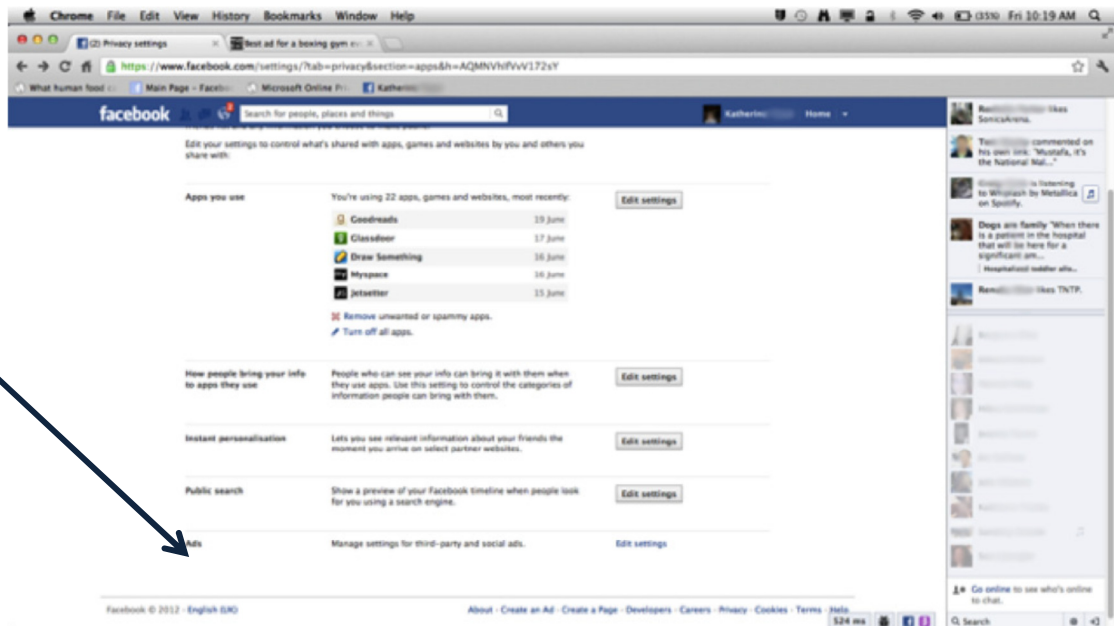 Chrome File Edit View History Bookmarks Window Help
(35%) Fri 10:19 AM
(2) Privacy settings
Best ad for a boxing gym ev
https://www.facebook.com/settings/?tab=privacy&section=apps&h=
What human food
Main Page - Facebo
Microsoft Online Pri
Katherine
facebook
Search for people, places and things
Katherine
Home
Edit your settings to control what's shared with apps, games and websites by you and others you
share with:
Apps you use
You're using 22 apps, games and websites, most recently:
Edit settings
Goodreads 19 June
Glassdoor 17 June
Draw Something 16 June
Myspace 16 June
Jetsetter 15 June
Remove unwanted or spammy apps.
Turn off all apps.
How people bring your info
to apps they use
People who can see your info can bring it with them when
they use apps. Use this setting to control the categories of
information people can bring with them.
Edit settings
Instant personalisation
Lets you see relevant information about your friends the
moment you arrive on select partner websites.
Edit settings
Public search
Show a preview of your Facebook timeline when people look
for you using a search engine.
Edit settings
Ads
Manage settings for third-party and social ads.
Edit settings
Facebook © 2012 · English (UK)
About · Create an Ad · Create a Page · Developers · Careers · Privacy · Cookies · Terms · Help
524 ms
likes
SonicsArena.
commented on
his own link: "Mustafa, it's
the National Mal..."
is listening
to Whiplash by Metallica
on Spotify.
Dogs are family "When there
is a patient in the hospital
that will be here for a
significant am...
Hospitalized toddler allo...
likes TNTP.
Go online to see who's online
to chat.
Search